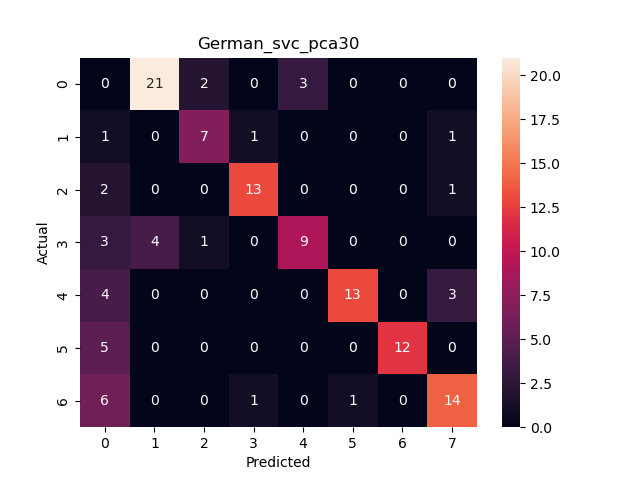 German_svc_pca30
0 0 21 2 0 3 0 0 0
1 1 0 7 1 0 0 0 1
2 2 0 0 13 0 0 0 1
3 3 4 1 0 9 0 0 0
4 4 0 0 0 0 13 0 3
5 5 0 0 0 0 0 12 0
6 6 0 0 1 0 1 0 14
0 1 2 3 4 5 6 7
Actual
Predicted
20.0
17.5
15.0
12.5
10.0
7.5
5.0
2.5
0.0